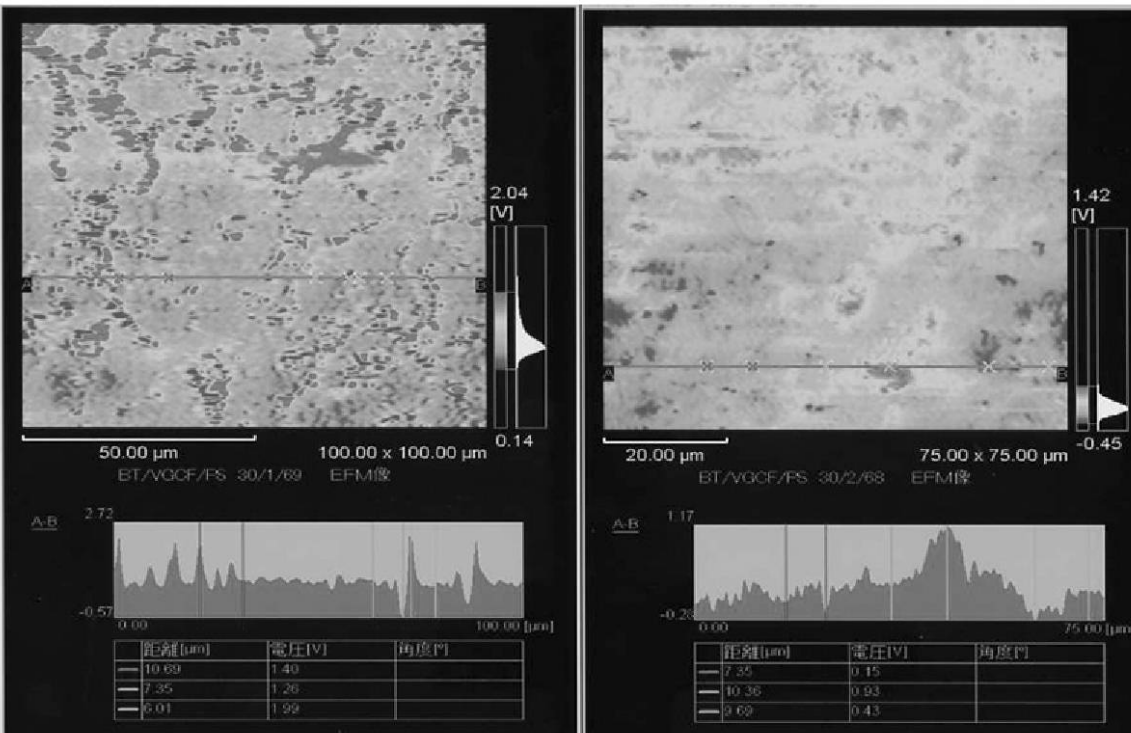 2.04
[V]
A
B
0.14
50.00 µm
100.00 x 100.00 µm
BT/VGCF/PS 30/1/69 EFM像
A-B
2.72
-0.57
0.00
100.00 [µm]
距離[µm] 電圧[V] 角度[°]
10.69 1.40
7.35 1.26
6.01 1.99
1.42
[V]
A
B
-0.45
20.00 µm
75.00 x 75.00 µm
BT/VGCF/PS 30/2/68 EFM像
A-B
1.17
-0.28
0.00
75.00 [µm]
距離[µm] 電圧[V] 角度[°]
7.35 0.15
10.36 0.93
9.69 0.43